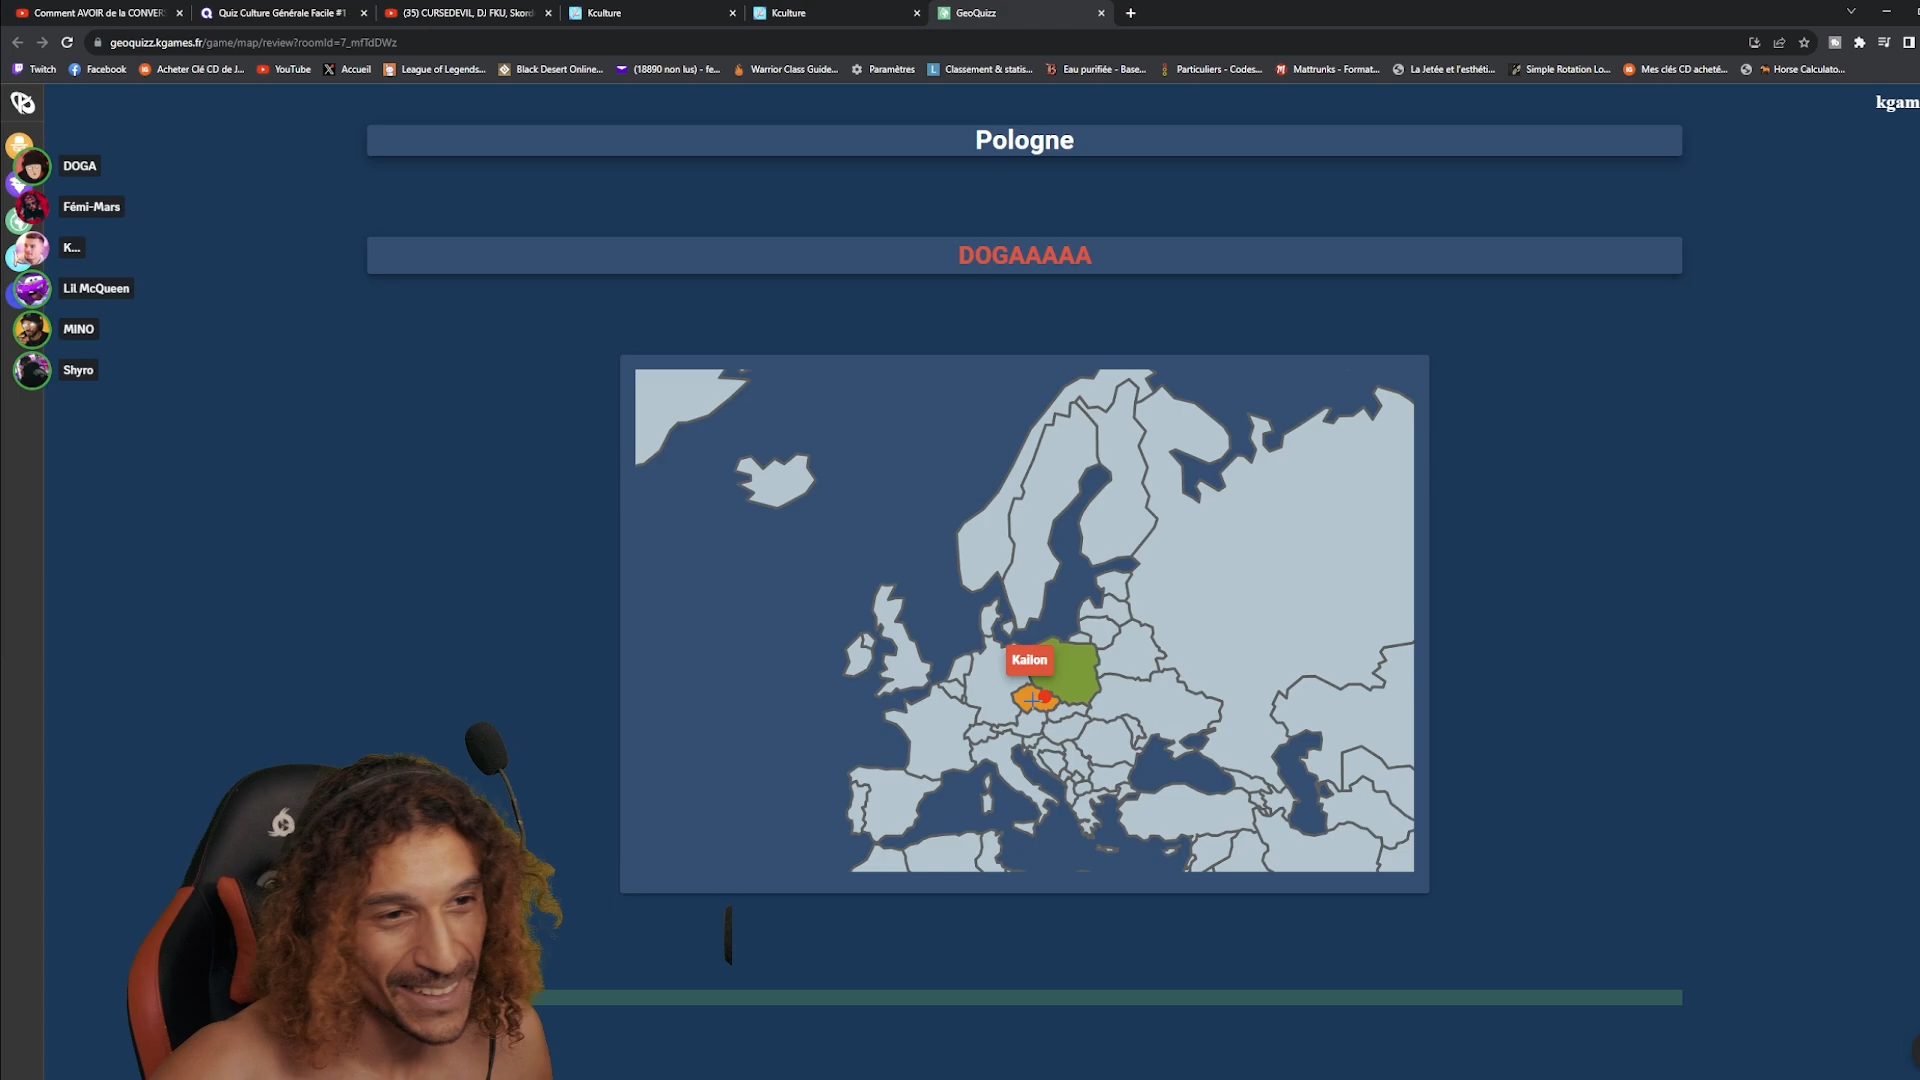 Comment AVOIR de la CONVER
Quiz Culture Générale Facile #1
(35) CURSEDEVIL, DJ FKU, Skord
Kculture
Kculture
GeoQuizz
geoquizz.kgames.fr/game/map/review?roomId=7_mfTdDWz
Twitch
Facebook
Acheter Clé CD de J...
YouTube
Accueil
League of Legends...
Black Desert Online...
(18890 non lus) - fe...
Warrior Class Guide...
Paramètres
Classement & statis...
Eau purifiée - Base...
Particuliers - Codes...
Mattrunks - Format...
La Jetée et l'esthéti...
Simple Rotation Lo...
Mes clés CD acheté...
Horse Calculato...
kgam
Pologne
DOGA
Fémi-Mars
K...
DOGAAAAA
Lil McQueen
MINO
Shyro
Kailon